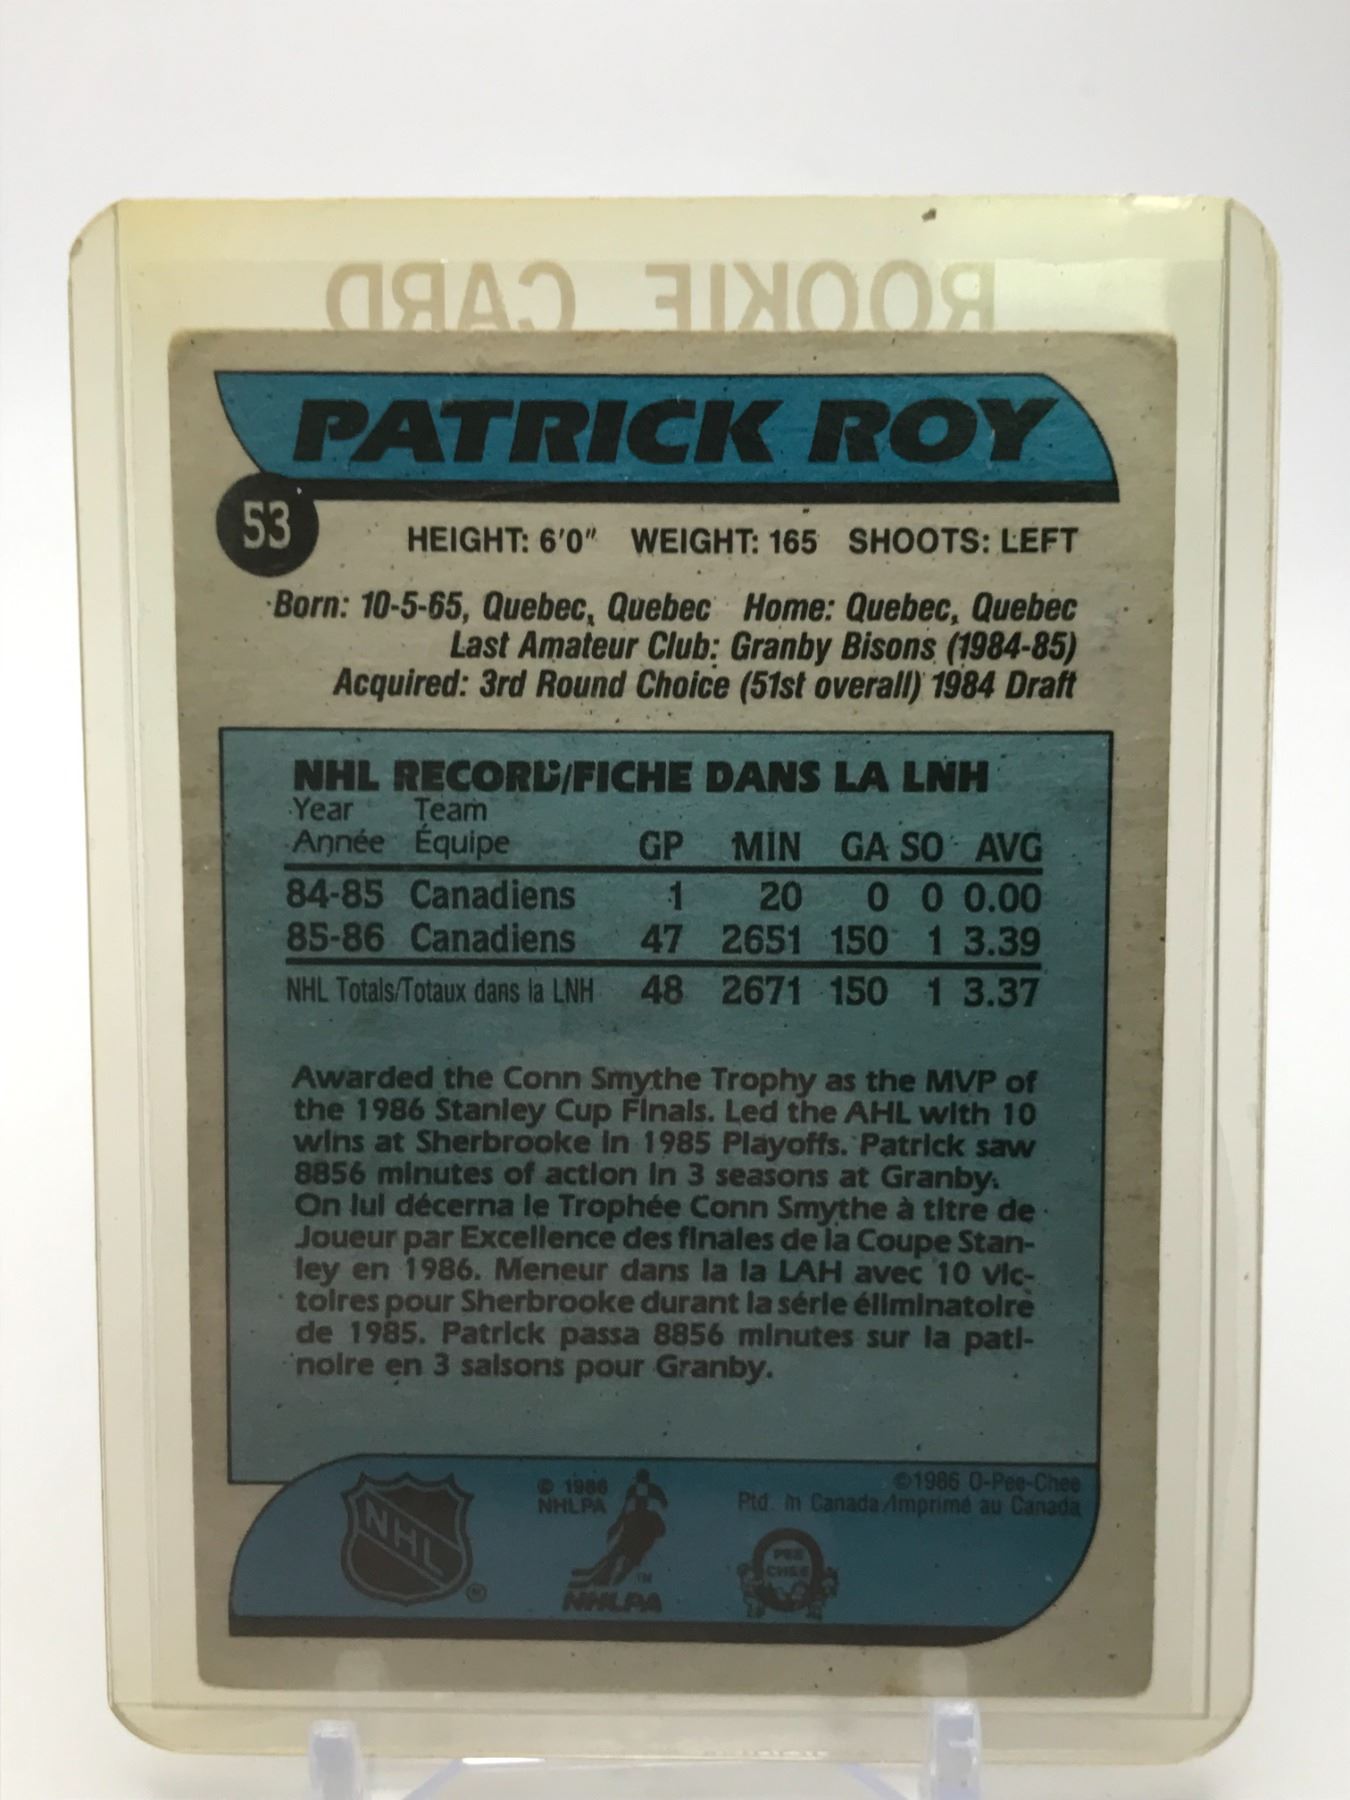 ROOKIE CARD
PATRICK ROY
53
HEIGHT: 6'0" WEIGHT: 165 SHOOTS: LEFT
Born: 10-5-65, Quebec, Quebec Home: Quebec, Quebec
Last Amateur Club: Granby Bisons (1984-85)
Acquired: 3rd Round Choice (51st overall) 1984 Draft
NHL RECORD/FICHE DANS LA LNH
Year Team
Année Équipe GP MIN GA SO AVG
84-85 Canadiens 1 20 0 0 0.00
85-86 Canadiens 47 2651 150 1 3.39
NHL Totals/Totaux dans la LNH 48 2671 150 1 3.37
Awarded the Conn Smythe Trophy as the MVP of
the 1986 Stanley Cup Finals. Led the AHL with 10
wins at Sherbrooke in 1985 Playoffs. Patrick saw
8856 minutes of action in 3 seasons at Granby.
On lui décerna le Trophée Conn Smythe à titre de
Joueur par Excellence des finales de la Coupe Stan-
ley en 1986. Meneur dans la la LAH avec 10 vic-
toires pour Sherbrooke durant la série éliminatoire
de 1985. Patrick passa 8856 minutes sur la pati-
noire en 3 saisons pour Granby.
©1986 O-Pee-Chee
Ptd. in Canada/Imprimé au Canada
© 1986
NHLPA
NHL
®
TM
NHLPA
PEE
CHEE